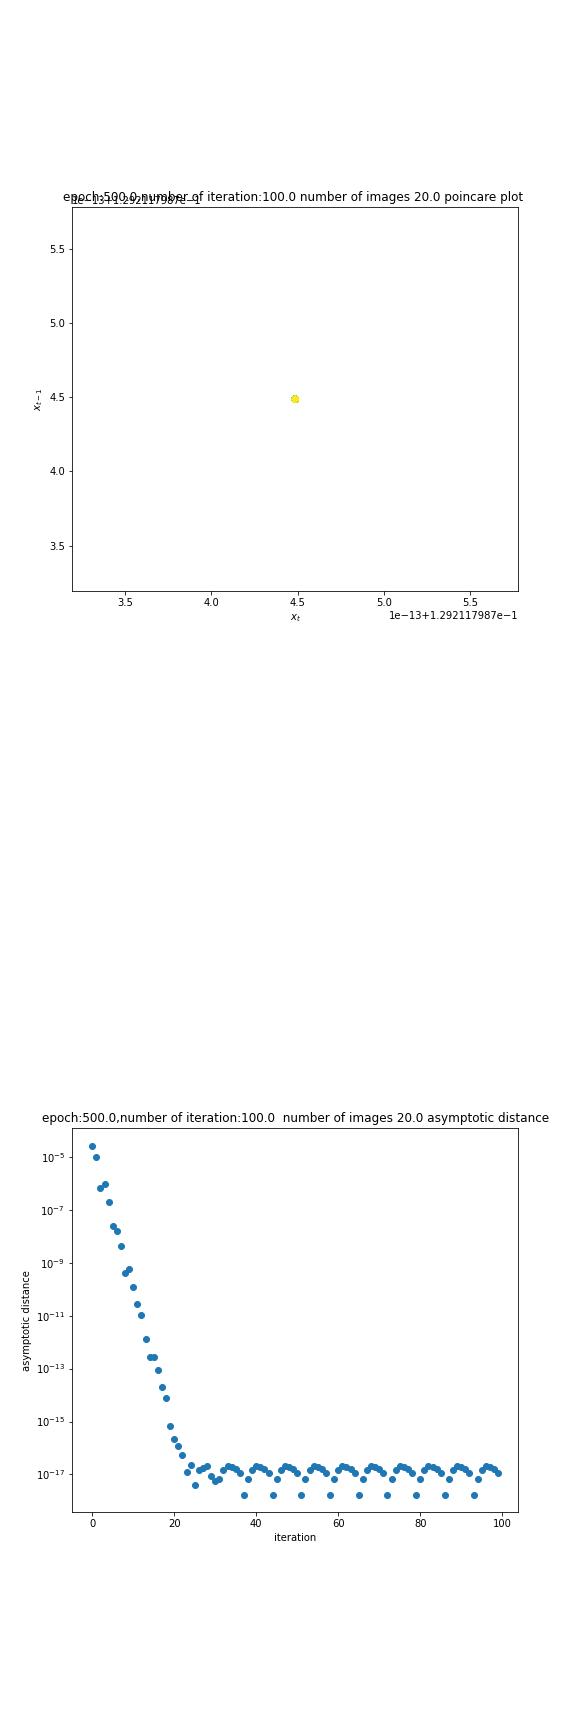 epoch:500.0,number of iteration:100.0 number of images 20.0 poincare plot
1e−13+1.292117987e−1
5.5
5.0
4.5
4.0
3.5
x_{t−1}
3.5 4.0 4.5 5.0 5.5
x_t
1e−13+1.292117987e−1
epoch:500.0,number of iteration:100.0 number of images 20.0 asymptotic distance
10^{−5}
10^{−7}
10^{−9}
10^{−11}
10^{−13}
10^{−15}
10^{−17}
asymptotic distance
0 20 40 60 80 100
iteration